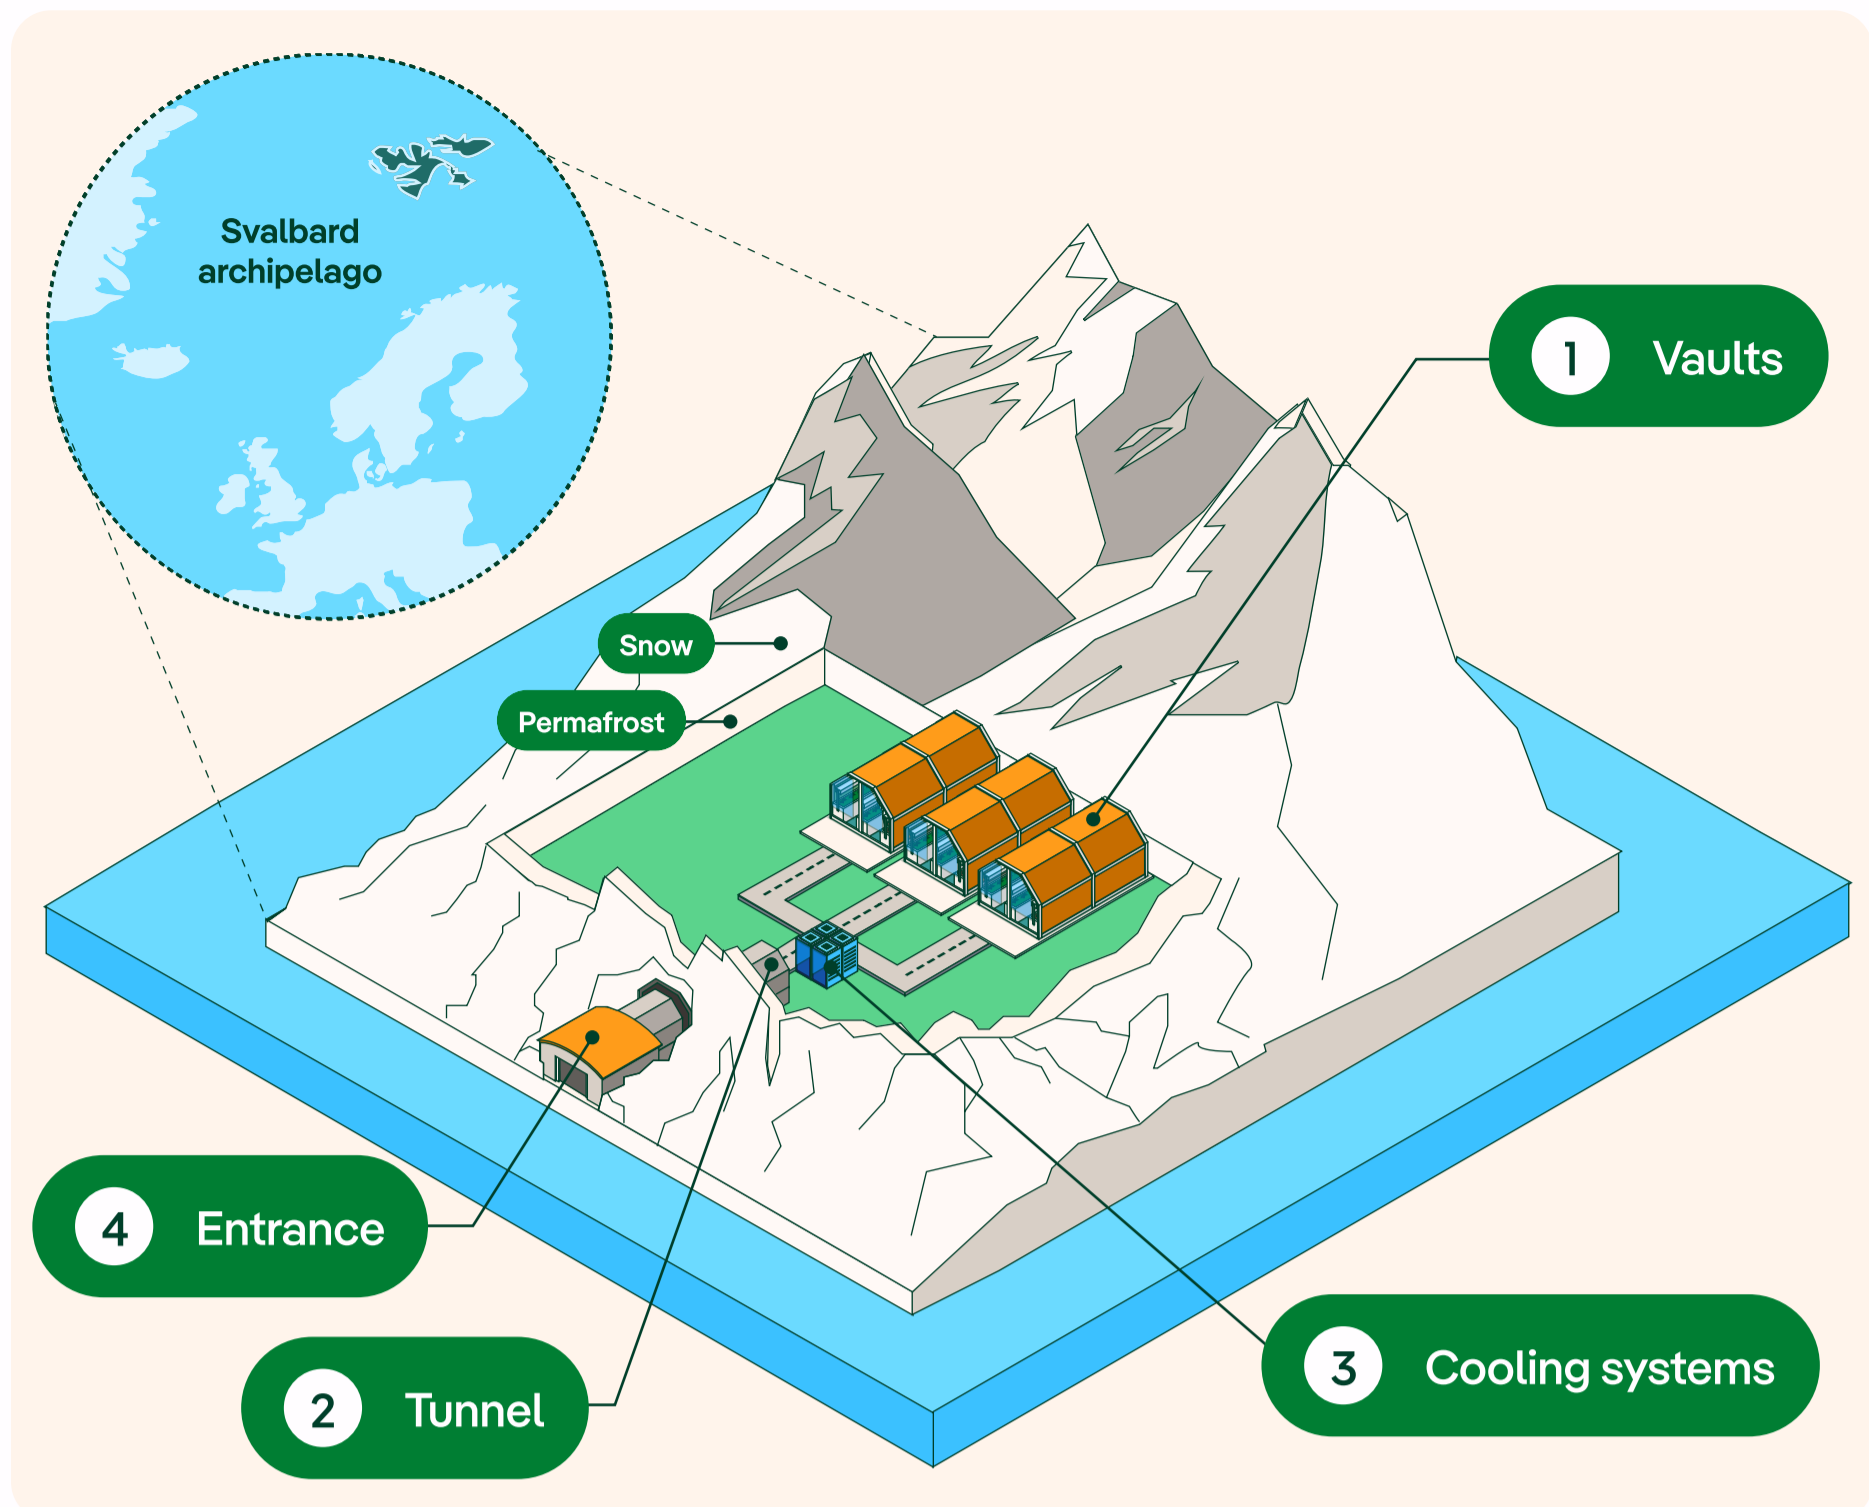 Svalbard
archipelago
1 Vaults
Snow
Permafrost
4 Entrance
2 Tunnel
3 Cooling systems